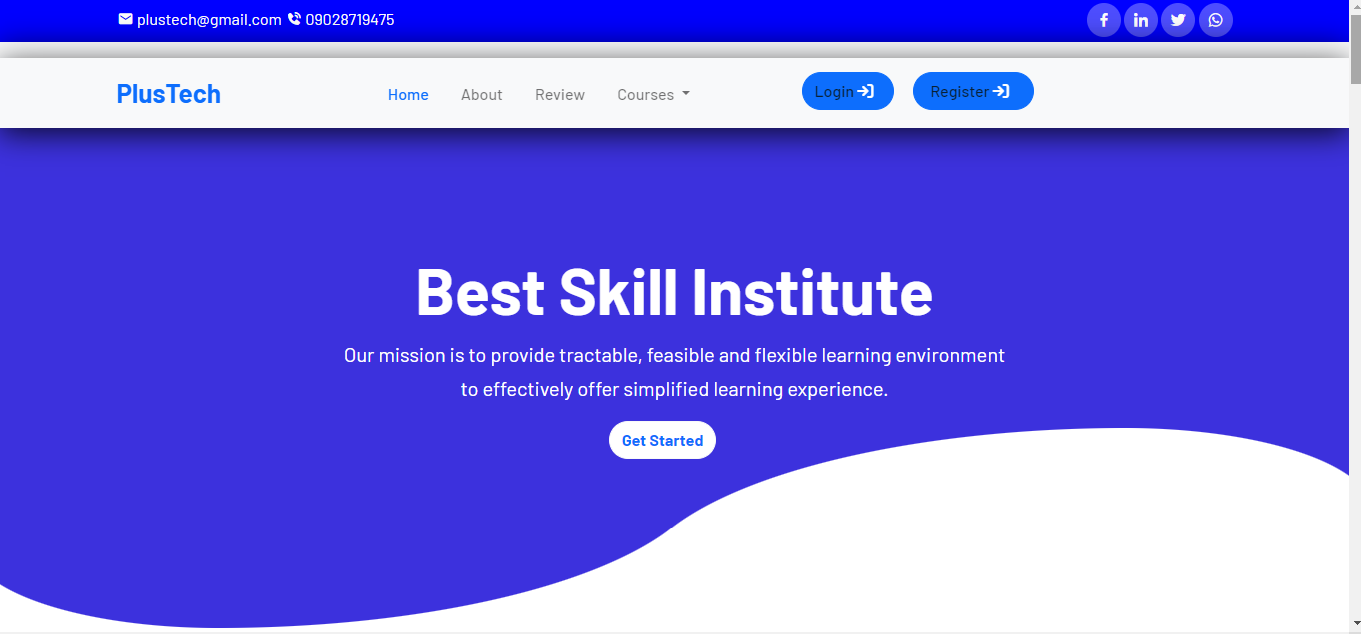 plustech@gmail.com 09028719475
PlusTech
Home About Review Courses
Login Register
Best Skill Institute
Our mission is to provide tractable, feasible and flexible learning environment
to effectively offer simplified learning experience.
Get Started